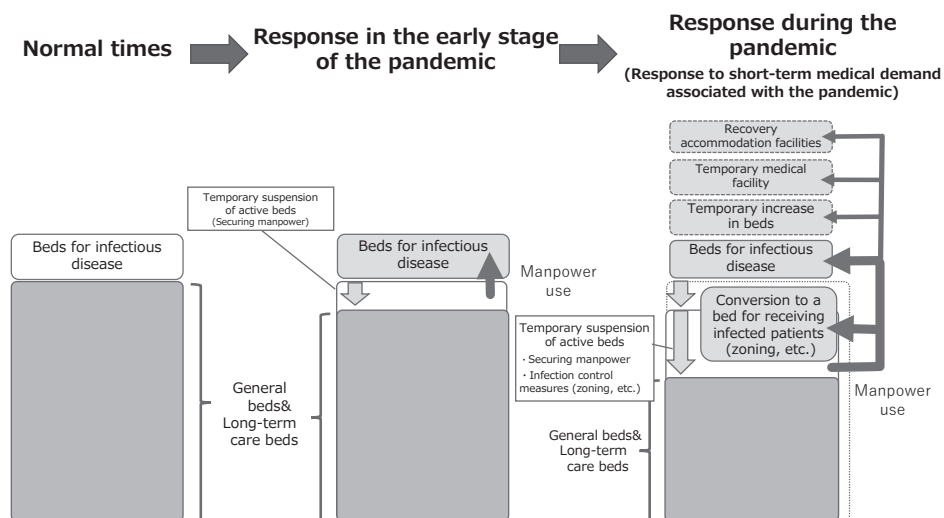 Normal times
Response in the early stage
of the pandemic
Response during the
pandemic
(Response to short-term medical demand
associated with the pandemic)
Recovery
accommodation facilities
Temporary medical
facility
Temporary increase
in beds
Beds for infectious
disease
Conversion to a
bed for receiving
infected patients
(zoning, etc.)
Manpower
use
Temporary suspension
of active beds
(Securing manpower)
Beds for infectious
disease
Beds for infectious
disease
Manpower
use
Temporary suspension
of active beds
・Securing manpower
・Infection control
measures (zoning, etc.)
General
beds&
Long-term
care beds
General beds&
Long-term
care beds